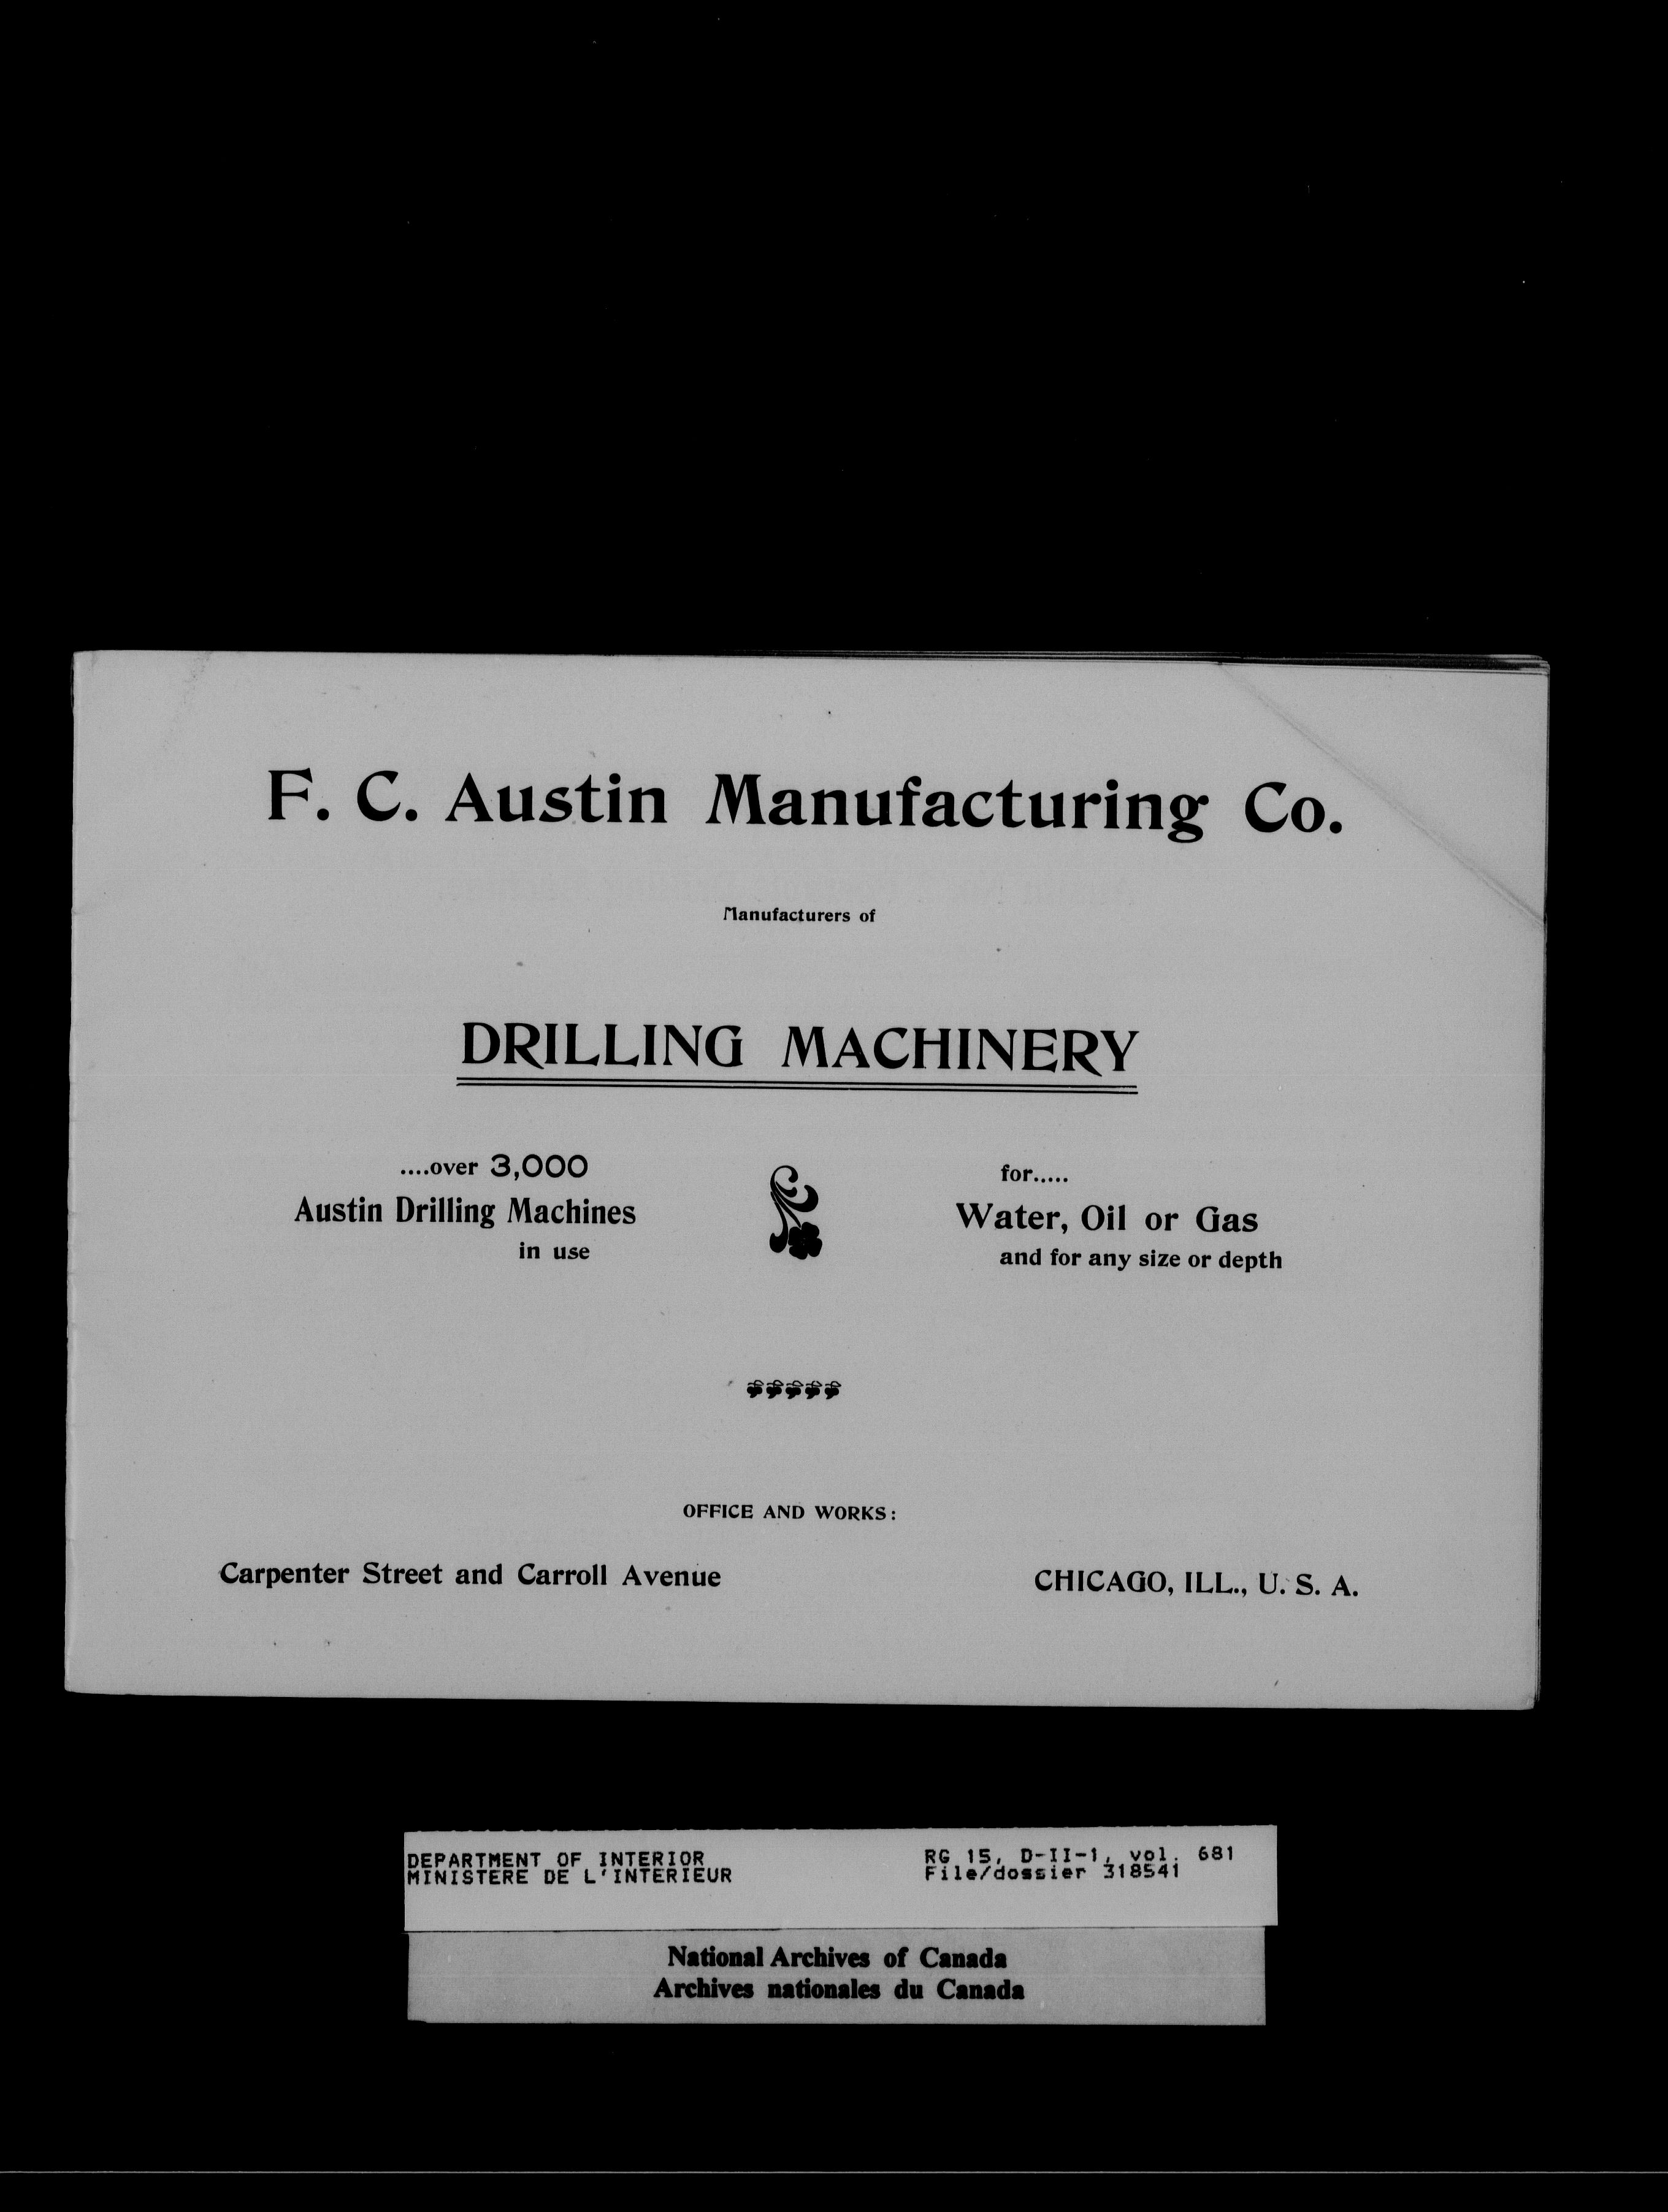 F. C. Austin Manufacturing Co.
Manufacturers of
DRILLING MACHINERY
....over 3,000
Austin Drilling Machines
in use
for.....
Water, Oil or Gas
and for any size or depth
OFFICE AND WORKS:
Carpenter Street and Carroll Avenue
CHICAGO, ILL., U. S. A.
DEPARTMENT OF INTERIOR
MINISTERE DE L'INTERIEUR
RG 15, D-II-1, vol. 681
File/dossier 318541
National Archives of Canada
Archives nationales du Canada